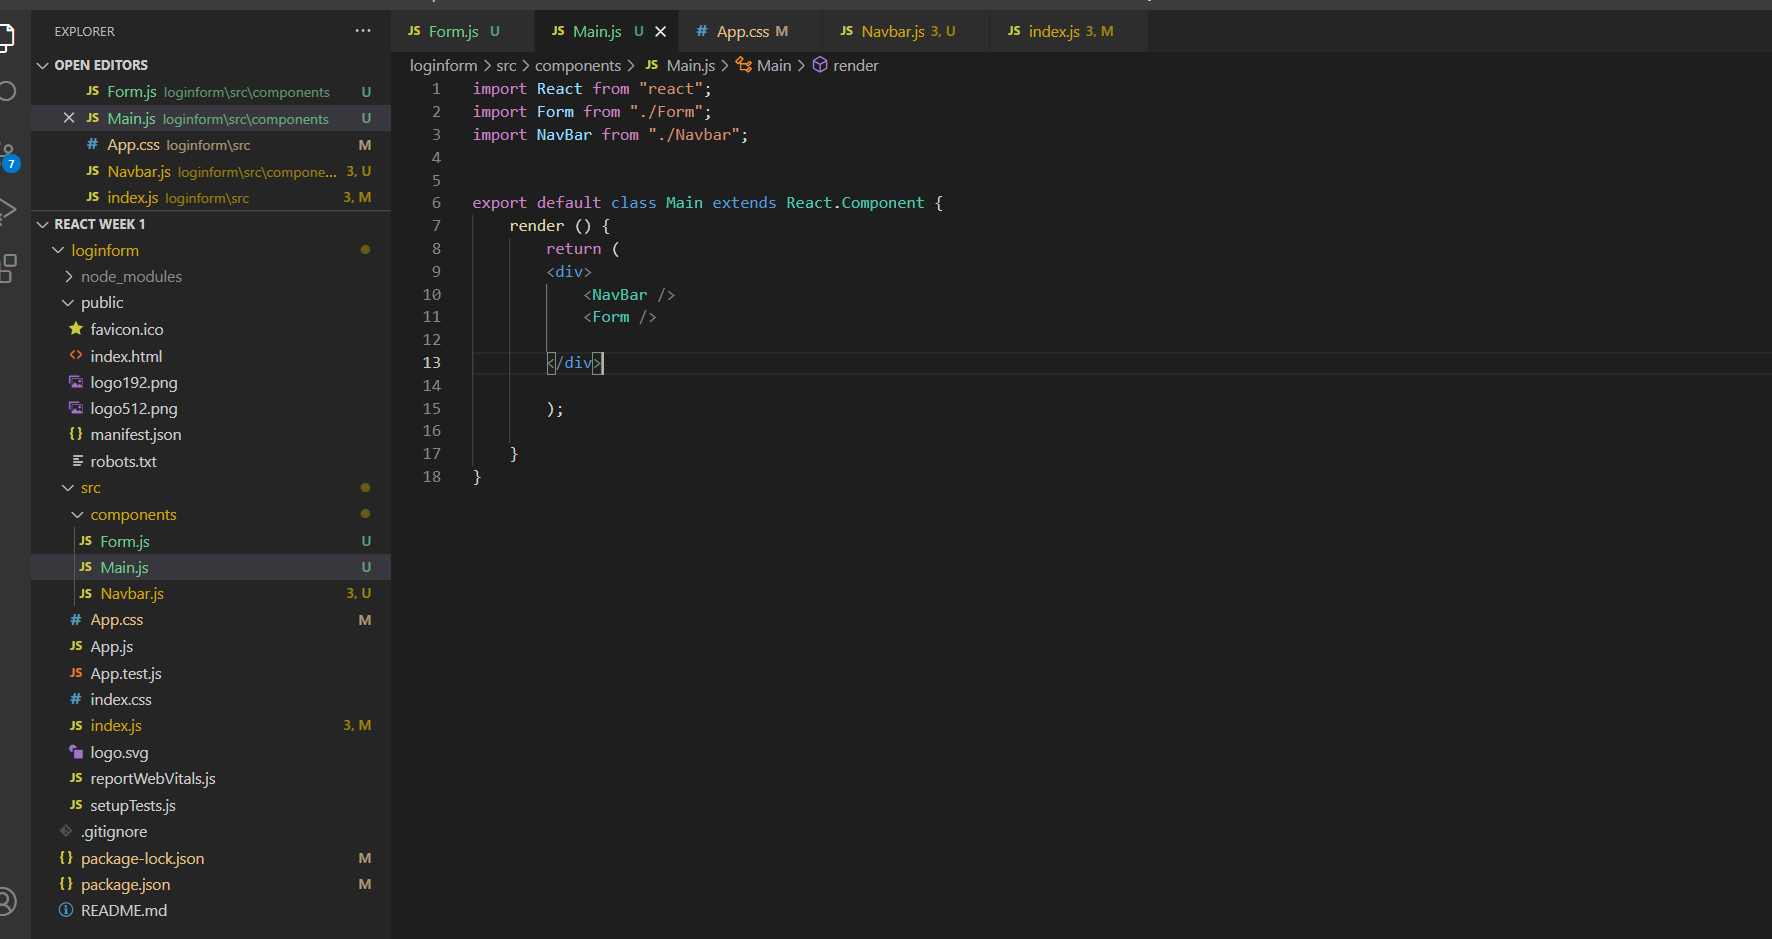 EXPLORER ...
OPEN EDITORS
JS Form.js loginform\src\components U
JS Main.js loginform\src\components U
# App.css loginform\src M
JS Navbar.js loginform\src\compone... 3, U
JS index.js loginform\src 3, M
7
REACT WEEK 1
loginform
node_modules
public
favicon.ico
<> index.html
logo192.png
logo512.png
{} manifest.json
robots.txt
src
components
JS Form.js U
JS Main.js U
JS Navbar.js 3, U
# App.css M
JS App.js
JS App.test.js
# index.css
JS index.js 3, M
logo.svg
JS reportWebVitals.js
JS setupTests.js
.gitignore
{} package-lock.json M
{} package.json M
README.md
JS Form.js U JS Main.js U # App.css M JS Navbar.js 3, U JS index.js 3, M
loginform > src > components > JS Main.js > Main > render
1 import React from "react";
2 import Form from "./Form";
3 import NavBar from "./Navbar";
4
5
6 export default class Main extends React.Component {
7 render () {
8 return (
9 <div>
10 <NavBar />
11 <Form />
12
13 </div>
14
15 );
16
17 }
18 }